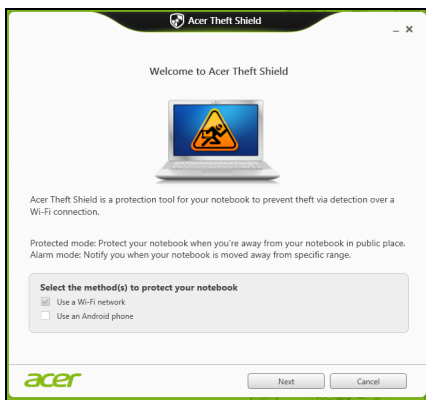 Acer Theft Shield
Welcome to Acer Theft Shield
Acer Theft Shield is a protection tool for your notebook to prevent theft via detection over a
Wi-Fi connection.
Protected mode: Protect your notebook when you're away from your notebook in public place.
Alarm mode: Notify you when your notebook is moved away from specific range.
Select the method(s) to protect your notebook
Use a Wi-Fi network
Use an Android phone
acer
Next
Cancel